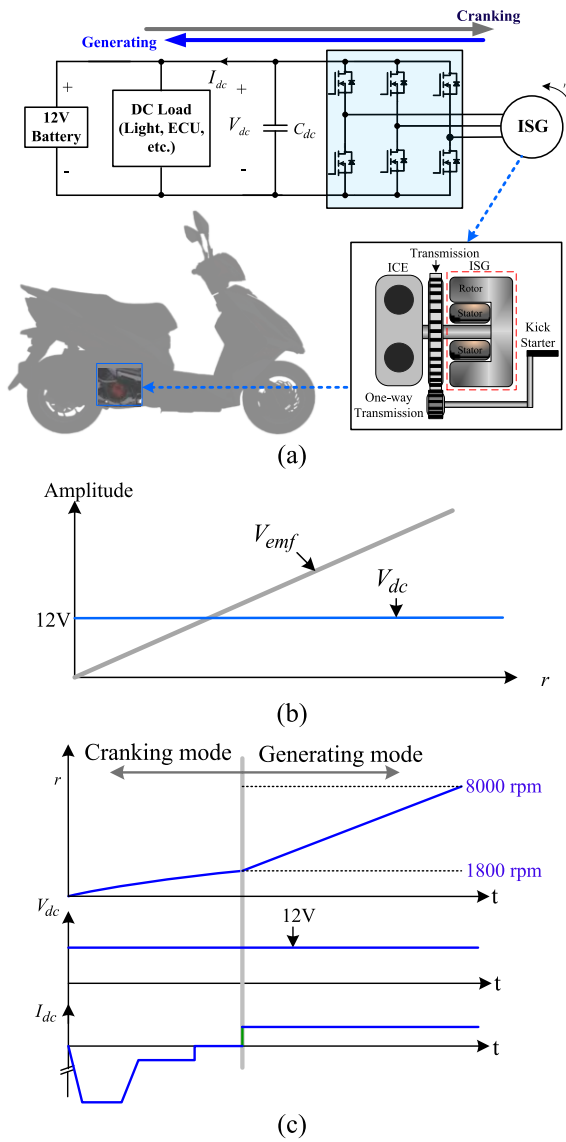 Cranking
Generating
I_dc
+
12V
Battery
-
DC Load
(Light, ECU,
etc.)
+
V_dc
-
C_dc
ISG
Transmission
ICE
ISG
Rotor
Stator
Stator
Kick
Starter
One-way
Transmission
(a)
Amplitude
V_emf
V_dc
12V
r
(b)
Cranking mode
Generating mode
r
8000 rpm
1800 rpm
t
V_dc
12V
t
I_dc
t
(c)